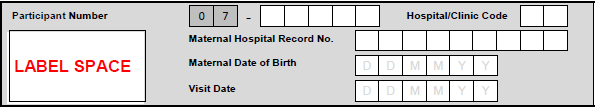 Participant Number 0 7 - Hospital/Clinic Code
Maternal Hospital Record No.
LABEL SPACE
Maternal Date of Birth D D M M Y Y
Visit Date D D M M Y Y